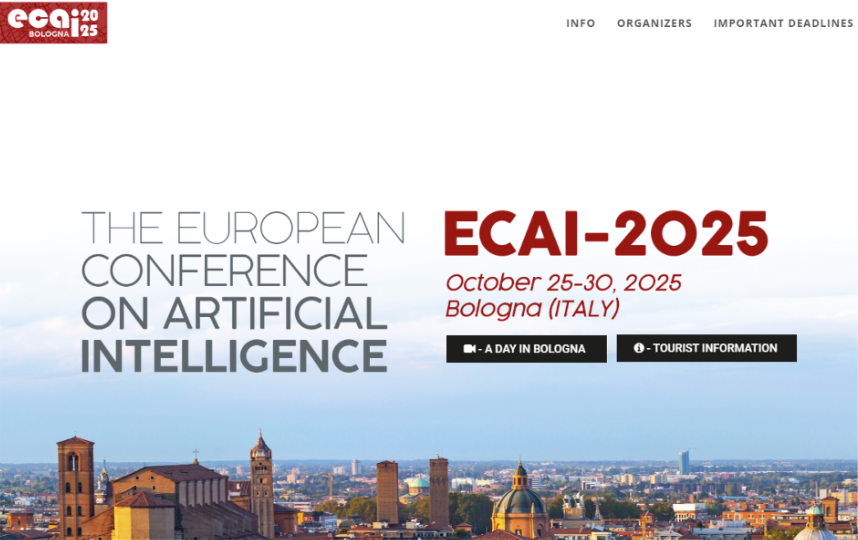 ecai 2025
BOLOGNA
INFO ORGANIZERS IMPORTANT DEADLINES
THE EUROPEAN
CONFERENCE
ON ARTIFICIAL
INTELLIGENCE
ECAI-2025
October 25-30, 2025
Bologna (ITALY)
- A DAY IN BOLOGNA
- TOURIST INFORMATION